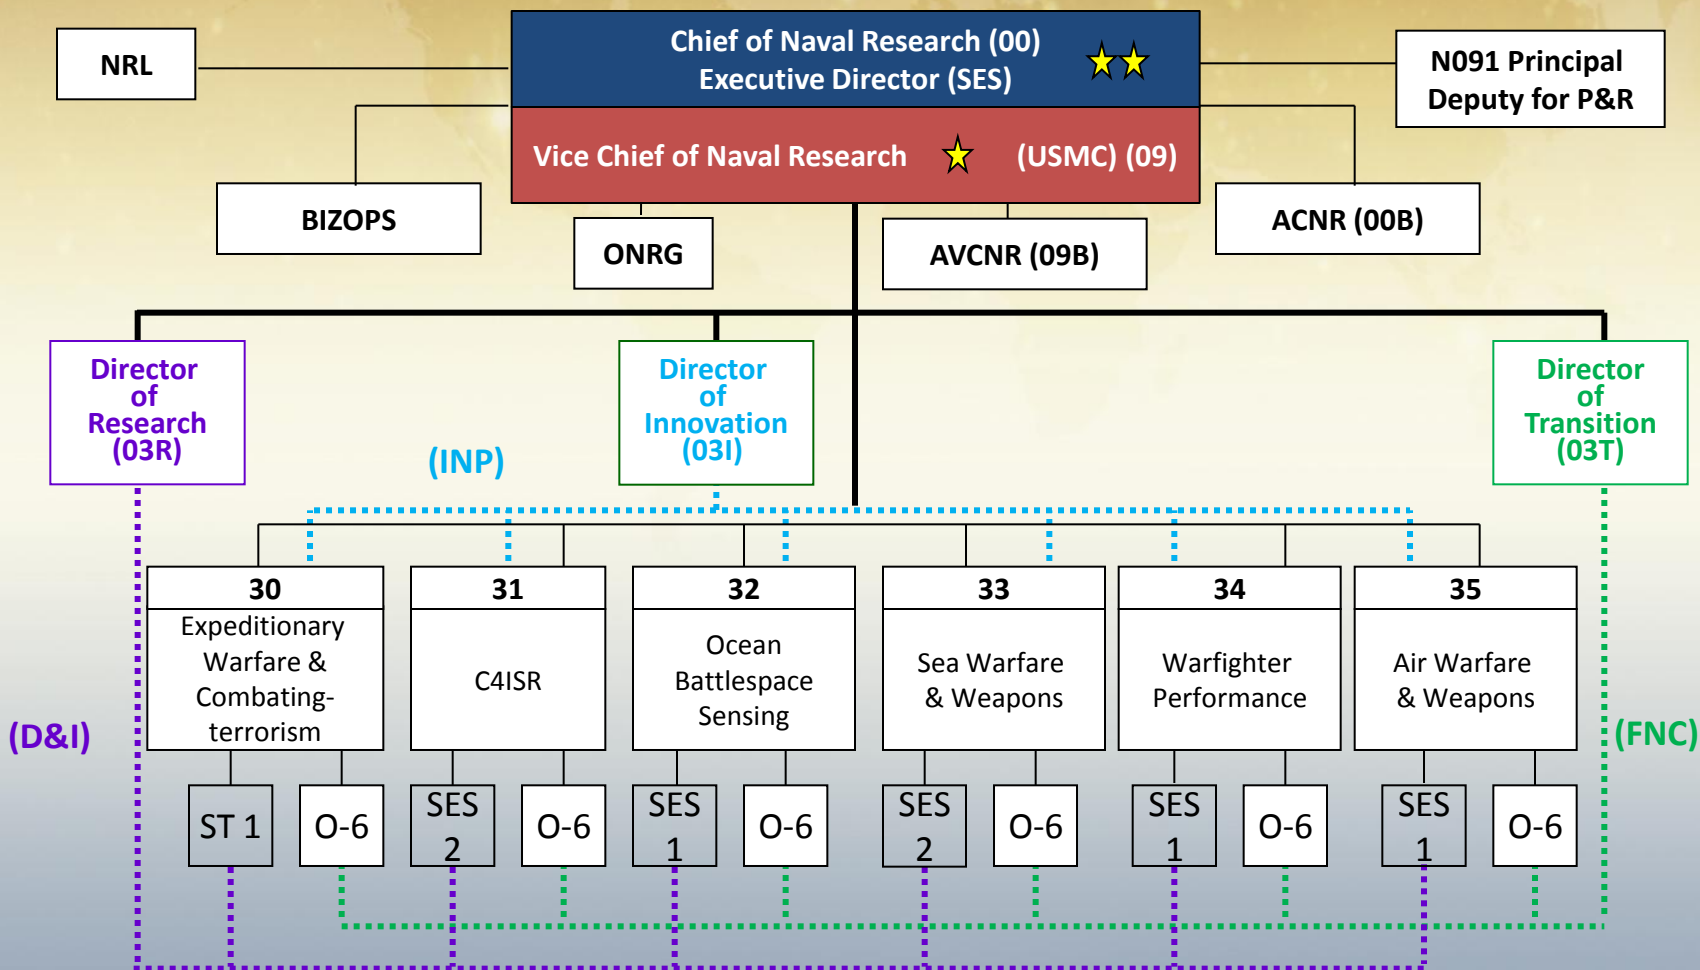 Chief of Naval Research (00)
Executive Director (SES)
NRL
N091 Principal
Deputy for P&R
Vice Chief of Naval Research (USMC) (09)
BIZOPS
ONRG
AVCNR (09B)
ACNR (00B)
Director
of
Research
(03R)
Director
of
Innovation
(03I)
Director
of
Transition
(03T)
(INP)
30
Expeditionary
Warfare &
Combating-
terrorism
31
C4ISR
32
Ocean
Battlespace
Sensing
33
Sea Warfare
& Weapons
34
Warfighter
Performance
35
Air Warfare
& Weapons
(D&I)
(FNC)
ST 1
O-6
SES
2
O-6
SES
1
O-6
SES
2
O-6
SES
1
O-6
SES
1
O-6